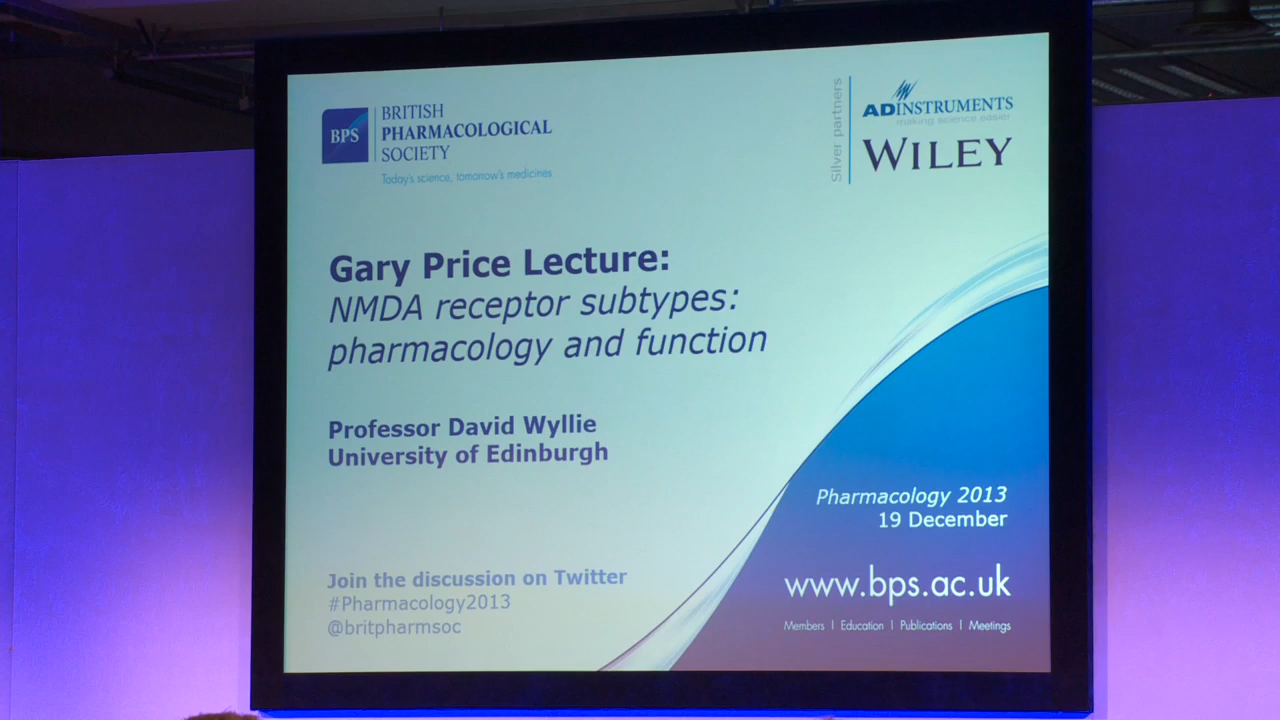 BPS
BRITISH
PHARMACOLOGICAL
SOCIETY
Today's science, tomorrow's medicines
Silver partners
ADINSTRUMENTS
making science easier
WILEY
Gary Price Lecture:
NMDA receptor subtypes:
pharmacology and function
Professor David Wyllie
University of Edinburgh
Pharmacology 2013
19 December
www.bps.ac.uk
Members | Education | Publications | Meetings
Join the discussion on Twitter
#Pharmacology2013
@britpharmsoc